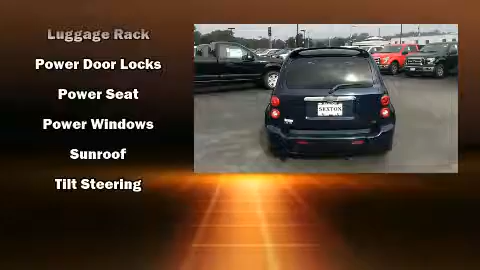 Luggage Rack
Power Door Locks
Power Seat
Power Windows
Sunroof
Tilt Steering
SEXTON